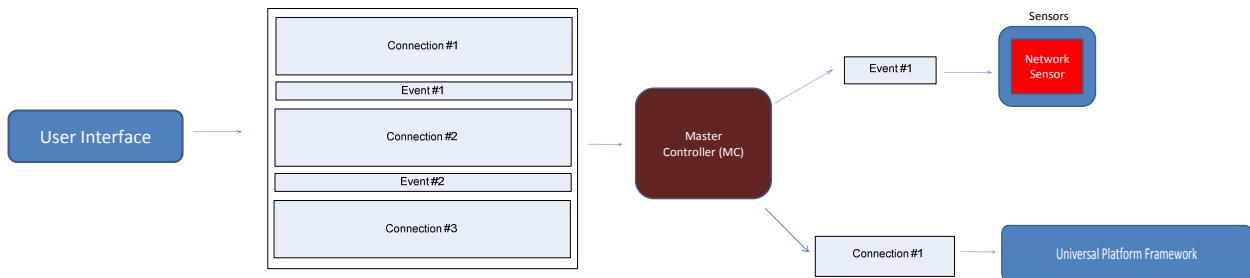 User Interface
Connection #1
Event #1
Connection #2
Event #2
Connection #3
Master
Controller (MC)
Event #1
Sensors
Network
Sensor
Connection #1
Universal Platform Framework